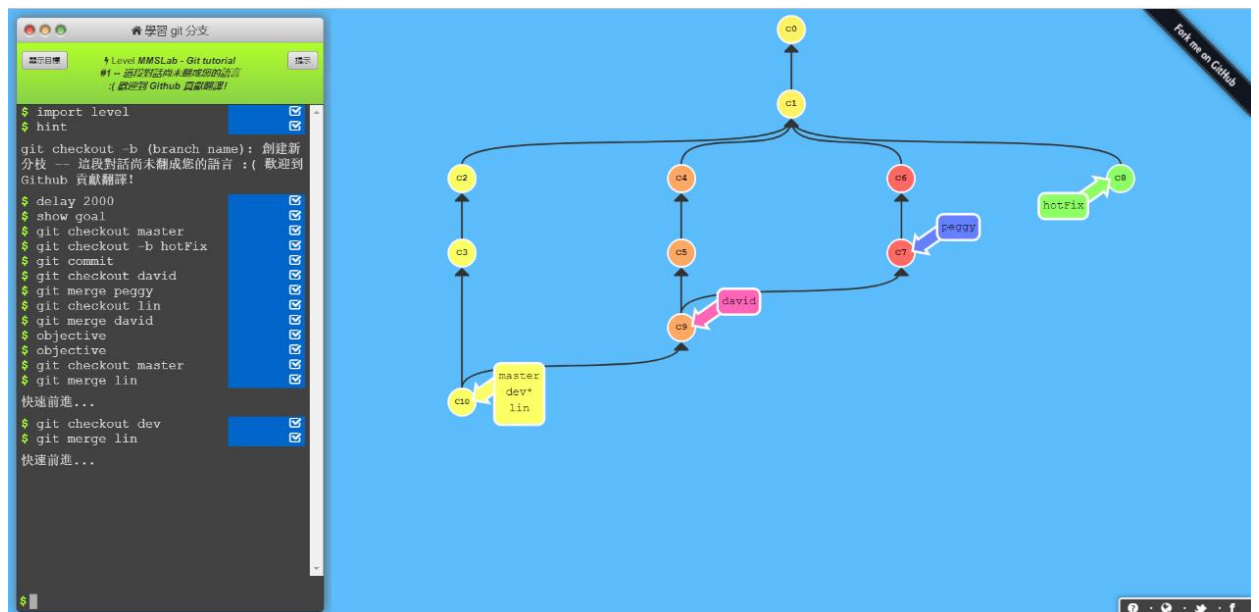 學習 git 分支
顯示目標
Level MMSLab - Git tutorial
#1 -- 這段對話尚未翻成您的語言
:( 歡迎到 Github 貢獻翻譯!
提示
$ import level
$ hint
git checkout -b (branch name): 創建新
分枝 -- 這段對話尚未翻成您的語言 :( 歡迎到
Github 貢獻翻譯!
$ delay 2000
$ show goal
$ git checkout master
$ git checkout -b hotFix
$ git commit
$ git checkout david
$ git merge peggy
$ git checkout lin
$ git merge david
$ objective
$ objective
$ git checkout master
$ git merge lin
快速前進...
$ git checkout dev
$ git merge lin
快速前進...
$
Fork me on GitHub
C0
C1
C2
C4
C6
C8
hotFix
C3
C5
C7
peggy
C9
david
C10
master
dev*
lin